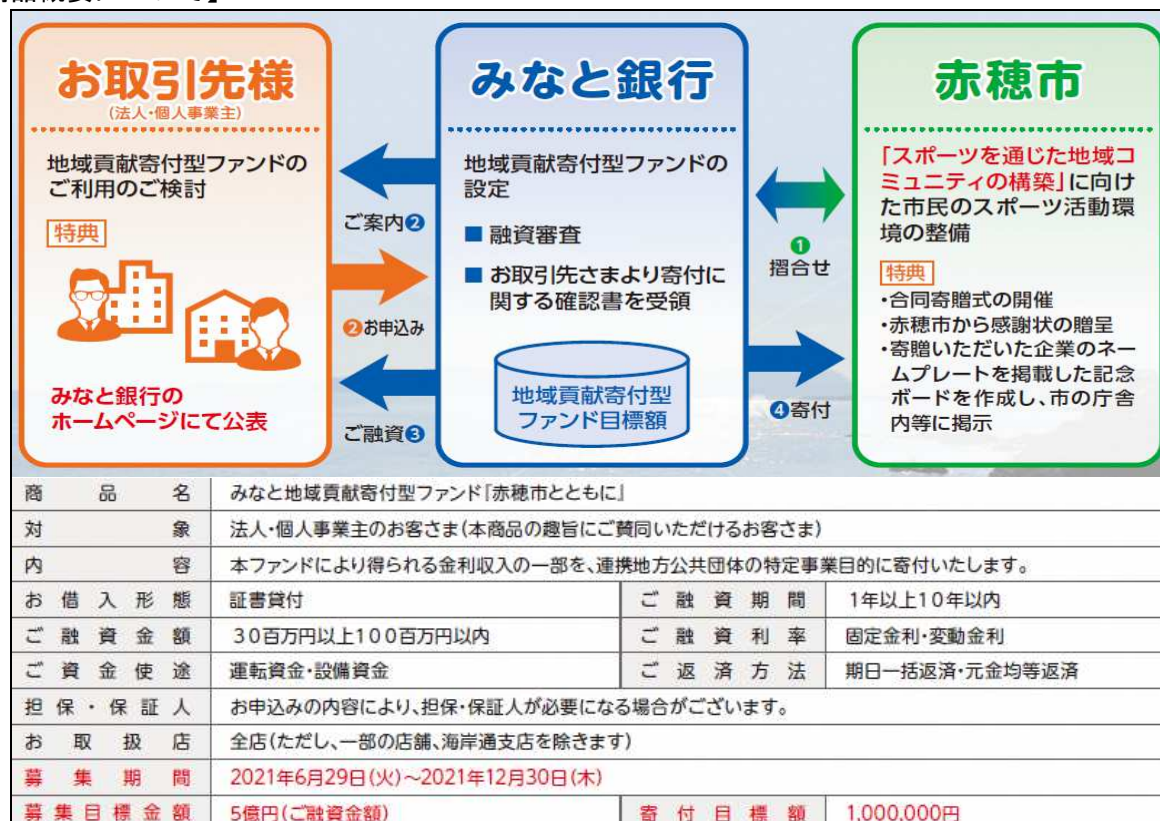 お取引先様
(法人・個人事業主)
地域貢献寄付型ファンドの
ご利用のご検討
特典
みなと銀行の
ホームページにて公表
ご案内❷
❷お申込み
ご融資❸
みなと銀行
地域貢献寄付型ファンドの
設定
■ 融資審査
■ お取引先さまより寄付に
関する確認書を受領
地域貢献寄付型
ファンド目標額
❶
摺合せ
❹寄付
赤穂市
「スポーツを通じた地域コ
ミュニティの構築」に向け
た市民のスポーツ活動環
境の整備
特典
・合同寄贈式の開催
・赤穂市から感謝状の贈呈
・寄贈いただいた企業のネー
ムプレートを掲載した記念
ボードを作成し、市の庁舎
内等に掲示
商品名 みなと地域貢献寄付型ファンド『赤穂市とともに』
対象 法人・個人事業主のお客さま(本商品の趣旨にご賛同いただけるお客さま)
内容 本ファンドにより得られる金利収入の一部を、連携地方公共団体の特定事業目的に寄付いたします。
お借入形態 証書貸付 ご融資期間 1年以上10年以内
ご融資金額 30百万円以上100百万円以内 ご融資利率 固定金利・変動金利
ご資金使途 運転資金・設備資金 ご返済方法 期日一括返済・元金均等返済
担保・保証人 お申込みの内容により、担保・保証人が必要になる場合がございます。
お取扱店 全店(ただし、一部の店舗、海岸通支店を除きます)
募集期間 2021年6月29日(火)～2021年12月30日(木)
募集目標金額 5億円(ご融資金額) 寄付目標額 1,000,000円